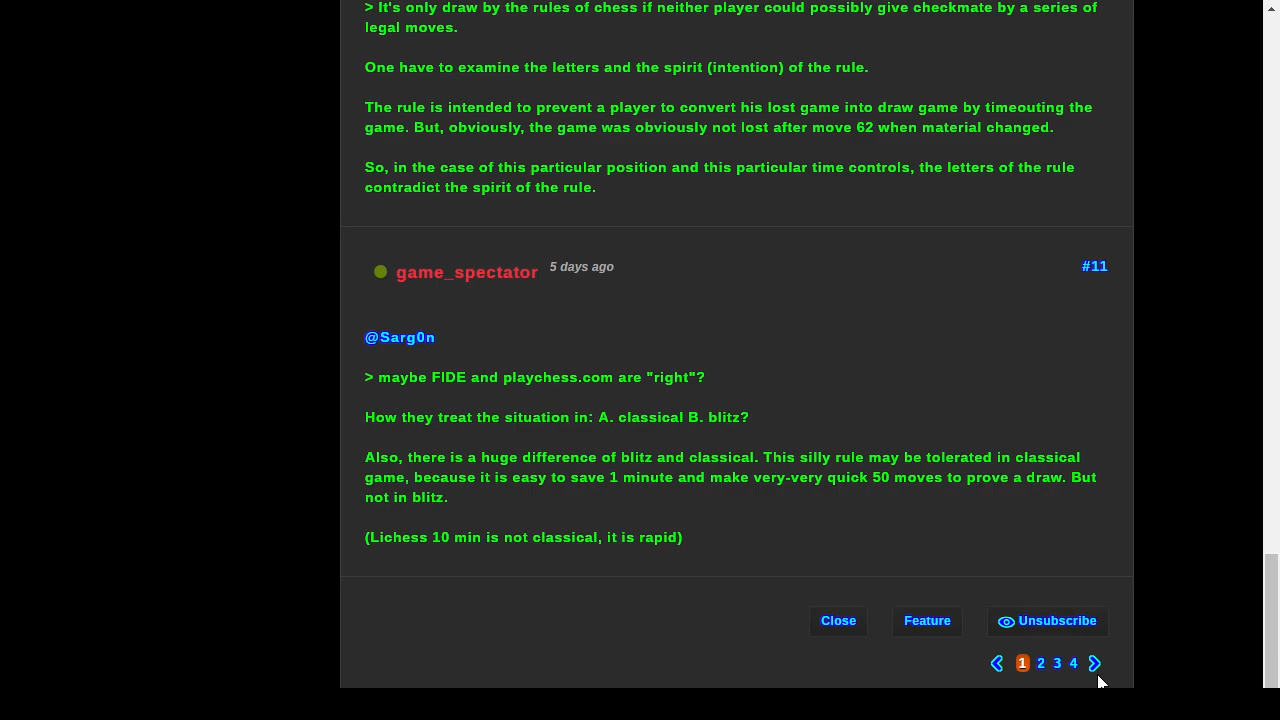 > It's only draw by the rules of chess if neither player could possibly give checkmate by a series of
legal moves.
One have to examine the letters and the spirit (intention) of the rule.
The rule is intended to prevent a player to convert his lost game into draw game by timeouting the
game. But, obviously, the game was obviously not lost after move 62 when material changed.
So, in the case of this particular position and this particular time controls, the letters of the rule
contradict the spirit of the rule.
game_spectator 5 days ago #11
@Sarg0n
> maybe FIDE and playchess.com are "right"?
How they treat the situation in: A. classical B. blitz?
Also, there is a huge difference of blitz and classical. This silly rule may be tolerated in classical
game, because it is easy to save 1 minute and make very-very quick 50 moves to prove a draw. But
not in blitz.
(Lichess 10 min is not classical, it is rapid)
Close Feature Unsubscribe
1 2 3 4